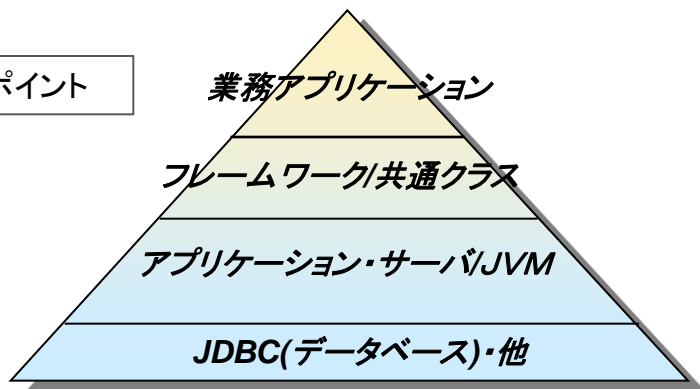 ポイント
業務アプリケーション
フレームワーク/共通クラス
アプリケーション・サーバ/JVM
JDBC(データベース)・他